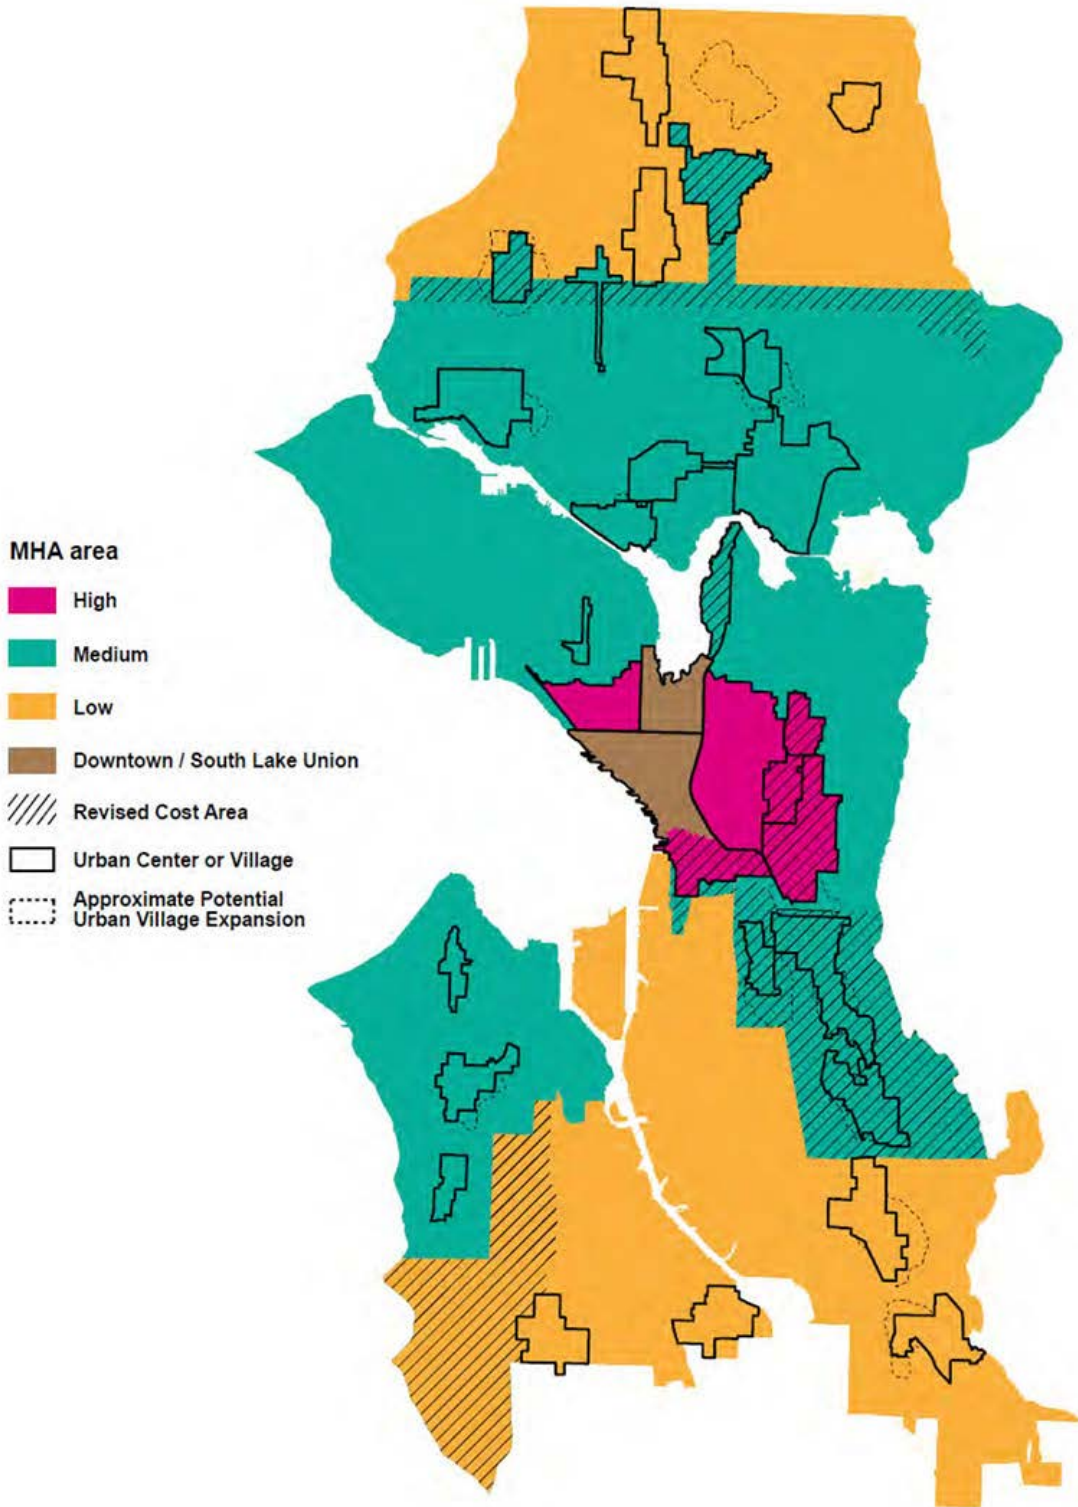 MHA area
High
Medium
Low
Downtown / South Lake Union
Revised Cost Area
Urban Center or Village
Approximate Potential
Urban Village Expansion